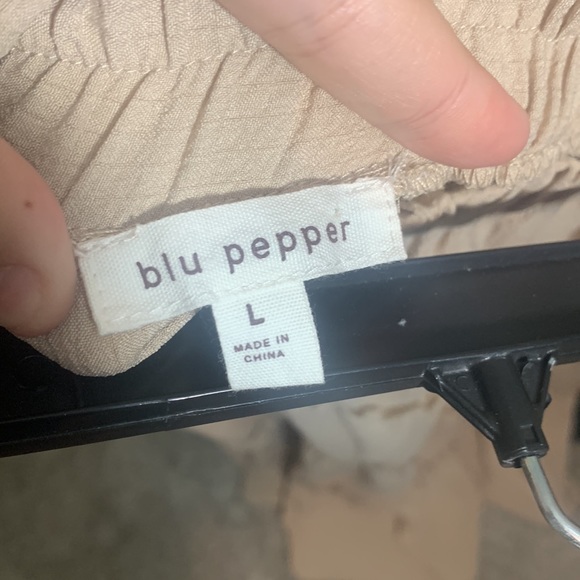 blu pepper
L
MADE IN
CHINA